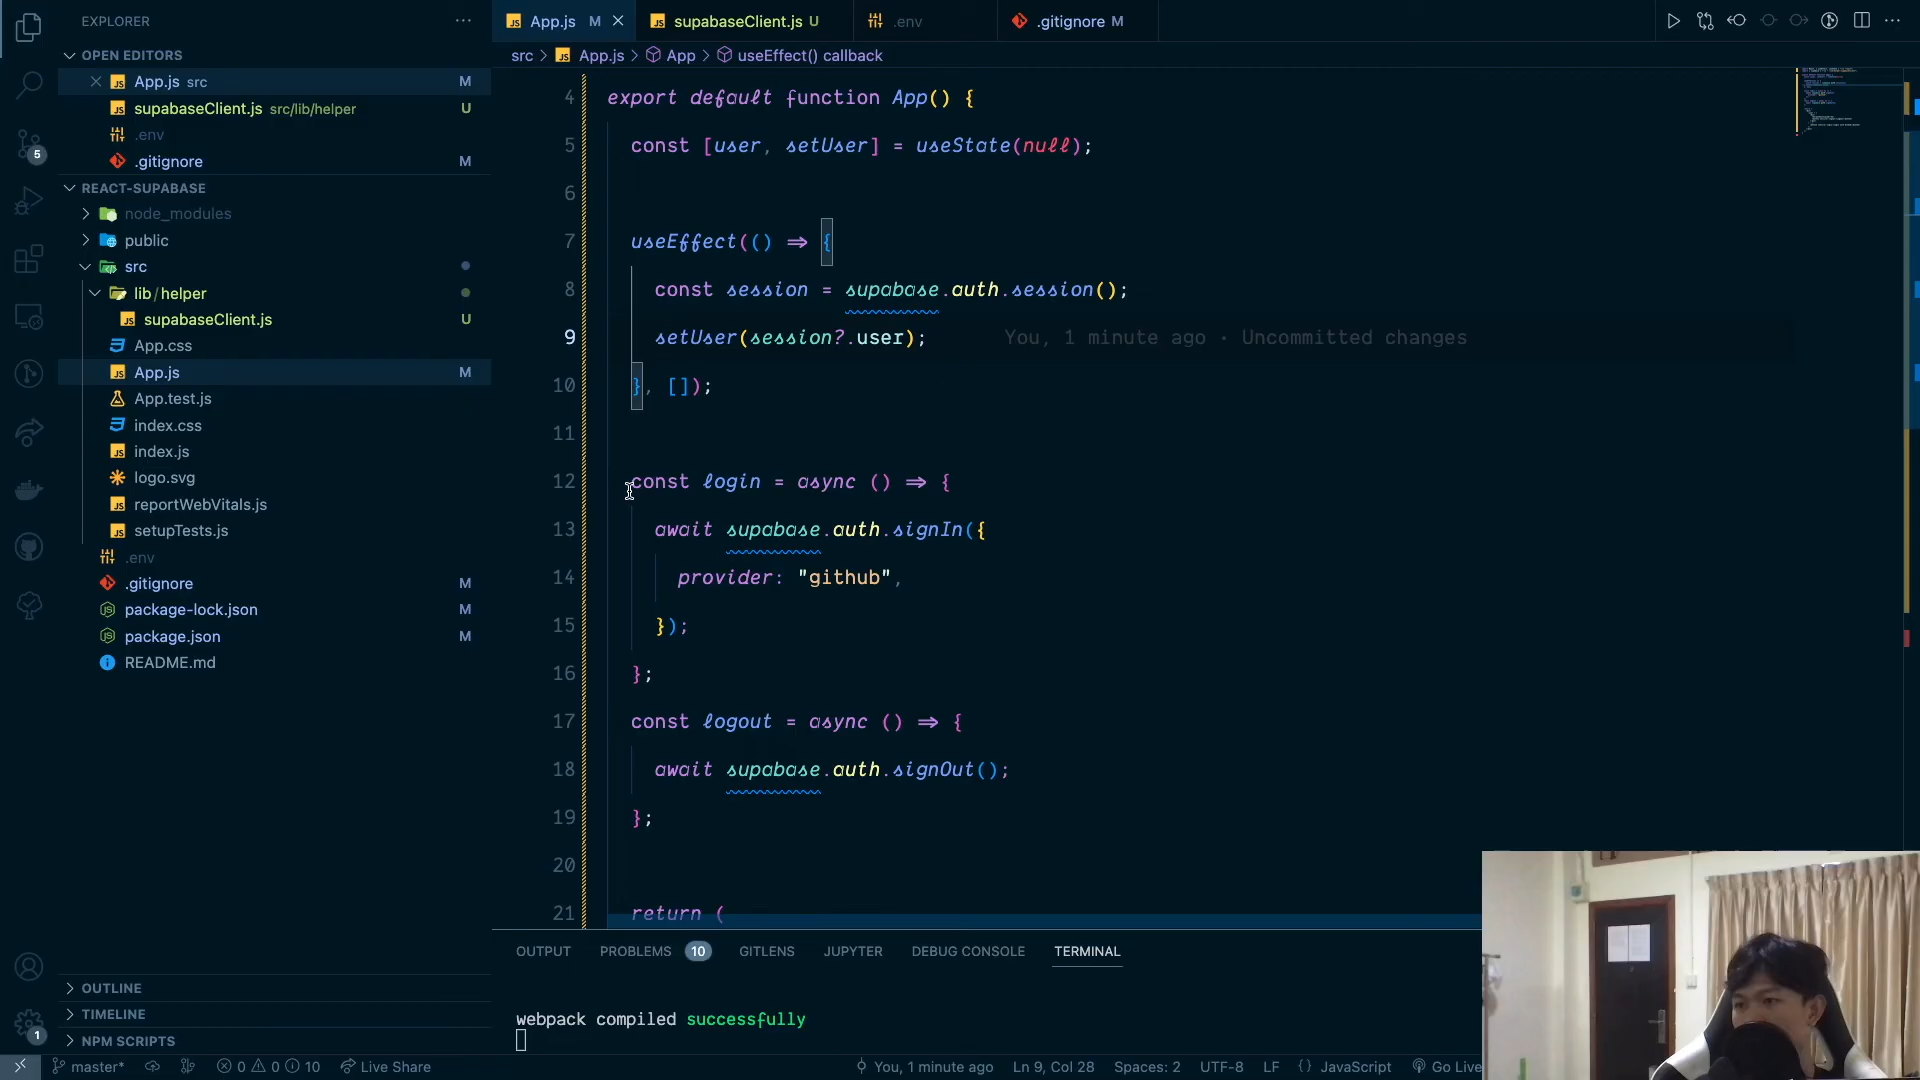 EXPLORER
OPEN EDITORS
App.js src M
supabaseClient.js src/lib/helper U
.env
.gitignore M
REACT-SUPABASE
node_modules
public
src
lib/helper
supabaseClient.js U
App.css
App.js M
App.test.js
index.css
index.js
logo.svg
reportWebVitals.js
setupTests.js
.env
.gitignore M
package-lock.json M
package.json M
README.md
OUTLINE
TIMELINE
NPM SCRIPTS
5
1
App.js M
supabaseClient.js U
.env
.gitignore M
src > App.js > App > useEffect() callback
4 export default function App() {
5 const [user, setUser] = useState(null);
6
7 useEffect(() => {
8 const session = supabase.auth.session();
9 setUser(session?.user); You, 1 minute ago • Uncommitted changes
10 }, []);
11
12 const login = async () => {
13 await supabase.auth.signIn({
14 provider: "github",
15 });
16 };
17 const logout = async () => {
18 await supabase.auth.signOut();
19 };
20
21 return (
OUTPUT PROBLEMS 10 GITLENS JUPYTER DEBUG CONSOLE TERMINAL
webpack compiled successfully
master* 0 0 10 Live Share You, 1 minute ago Ln 9, Col 28 Spaces: 2 UTF-8 LF {} JavaScript Go Live